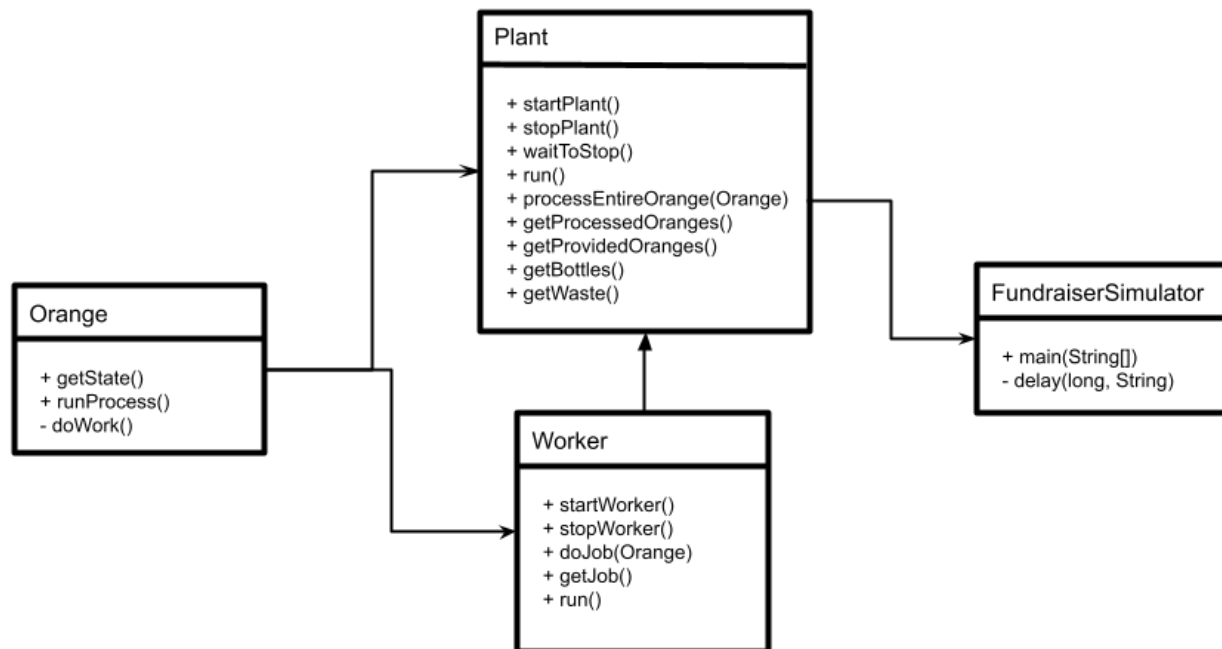 Plant
+ startPlant()
+ stopPlant()
+ waitToStop()
+ run()
+ processEntireOrange(Orange)
+ getProcessedOranges()
+ getProvidedOranges()
+ getBottles()
+ getWaste()
Orange
+ getState()
+ runProcess()
- doWork()
FundraiserSimulator
+ main(String[])
- delay(long, String)
Worker
+ startWorker()
+ stopWorker()
+ doJob(Orange)
+ getJob()
+ run()